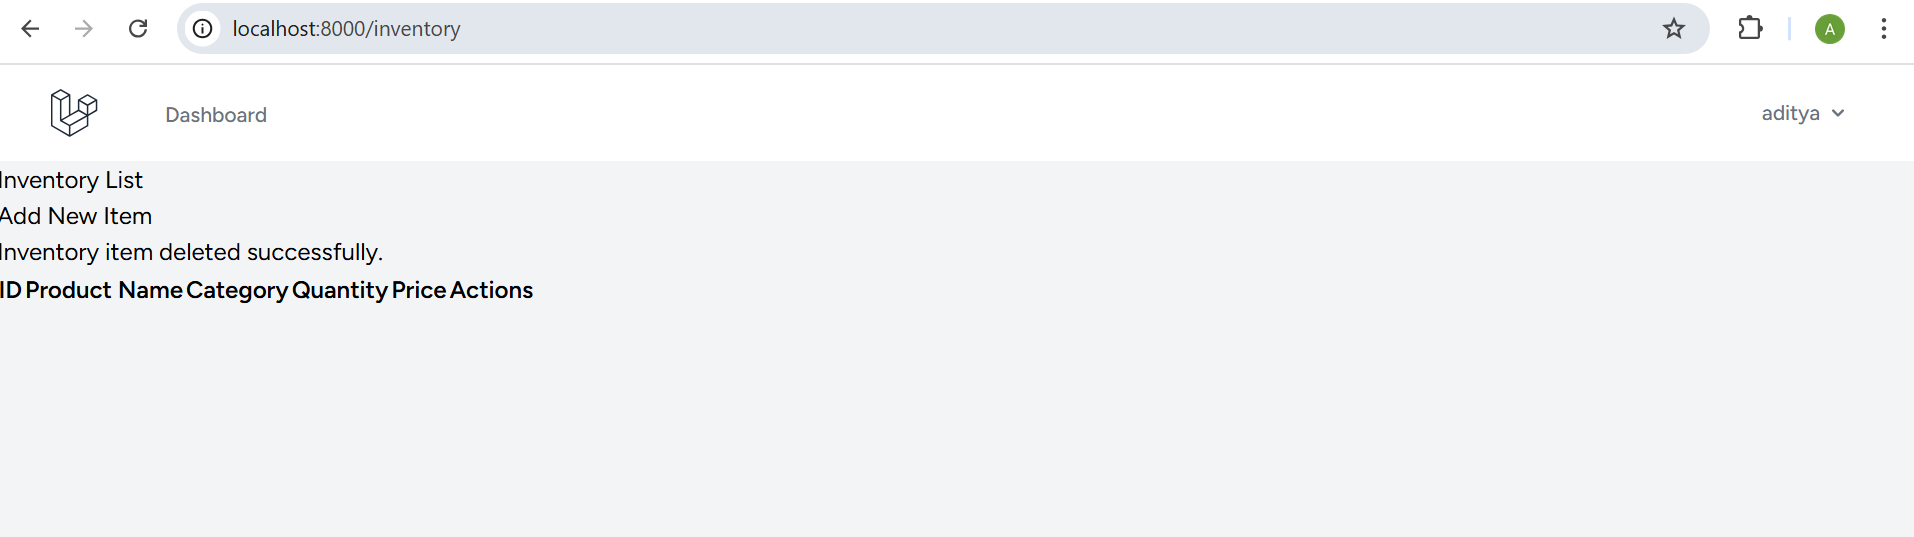 localhost:8000/inventory
A
Dashboard
aditya
Inventory List
Add New Item
Inventory item deleted successfully.
ID Product Name Category Quantity Price Actions